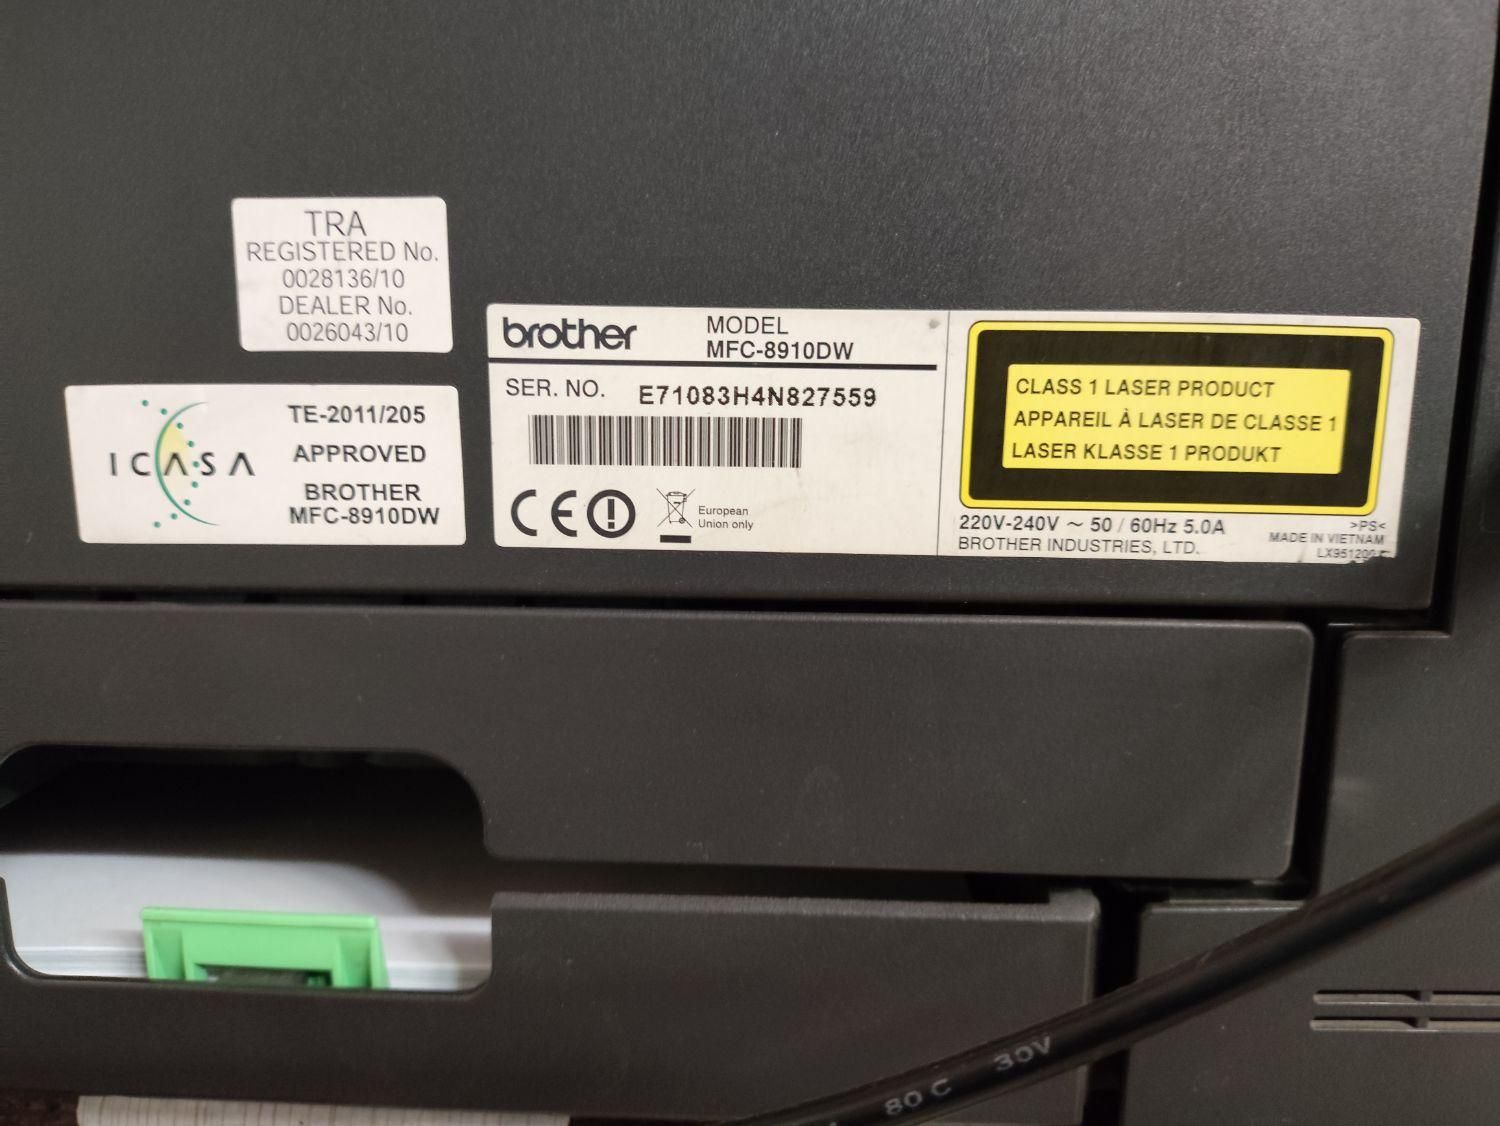 TRA
REGISTERED No.
0028136/10
DEALER No.
0026043/10
ICASA
TE-2011/205
APPROVED
BROTHER
MFC-8910DW
brother
MODEL
MFC-8910DW
SER. NO. E71083H4N827559
CE
European
Union only
CLASS 1 LASER PRODUCT
APPAREIL À LASER DE CLASSE 1
LASER KLASSE 1 PRODUKT
220V-240V ~ 50 / 60Hz 5.0A
BROTHER INDUSTRIES, LTD.
>PS<
MADE IN VIETNAM
80 C 30V